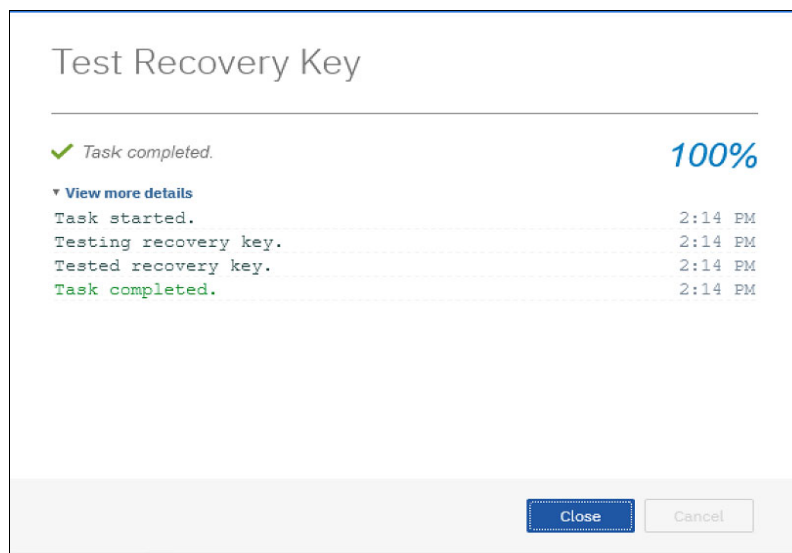 Test Recovery Key
Task completed. 100%
View more details
Task started. 2:14 PM
Testing recovery key. 2:14 PM
Tested recovery key. 2:14 PM
Task completed. 2:14 PM
Close Cancel